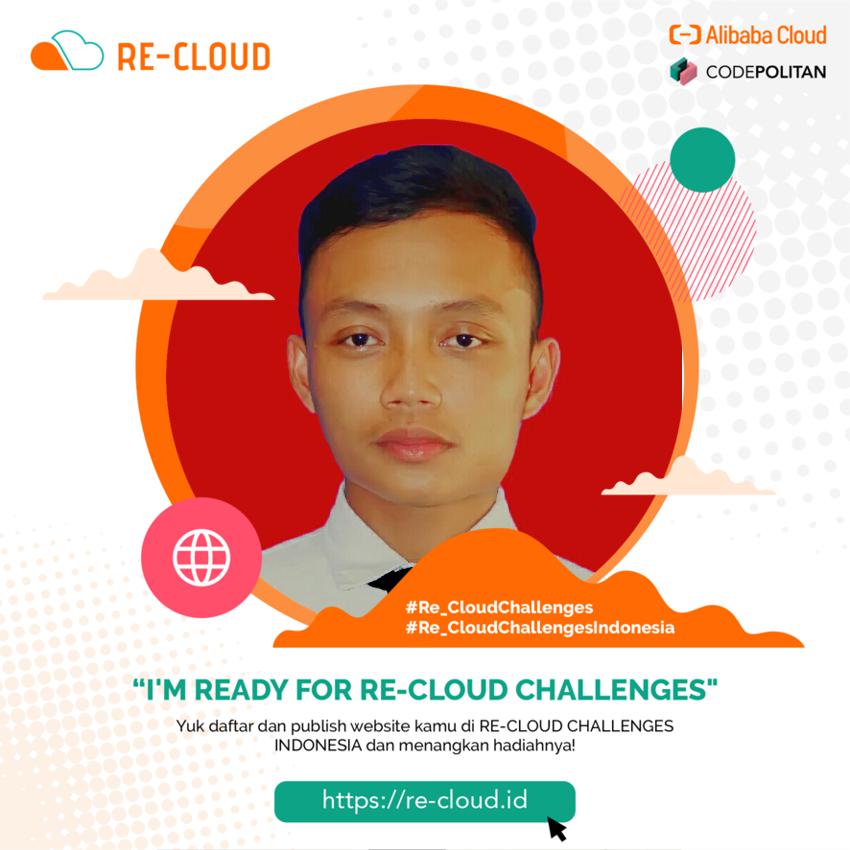 RE-CLOUD
Alibaba Cloud
CODEPOLITAN
#Re_CloudChallenges
#Re_CloudChallengesIndonesia
“I'M READY FOR RE-CLOUD CHALLENGES"
Yuk daftar dan publish website kamu di RE-CLOUD CHALLENGES
INDONESIA dan menangkan hadiahnya!
https://re-cloud.id